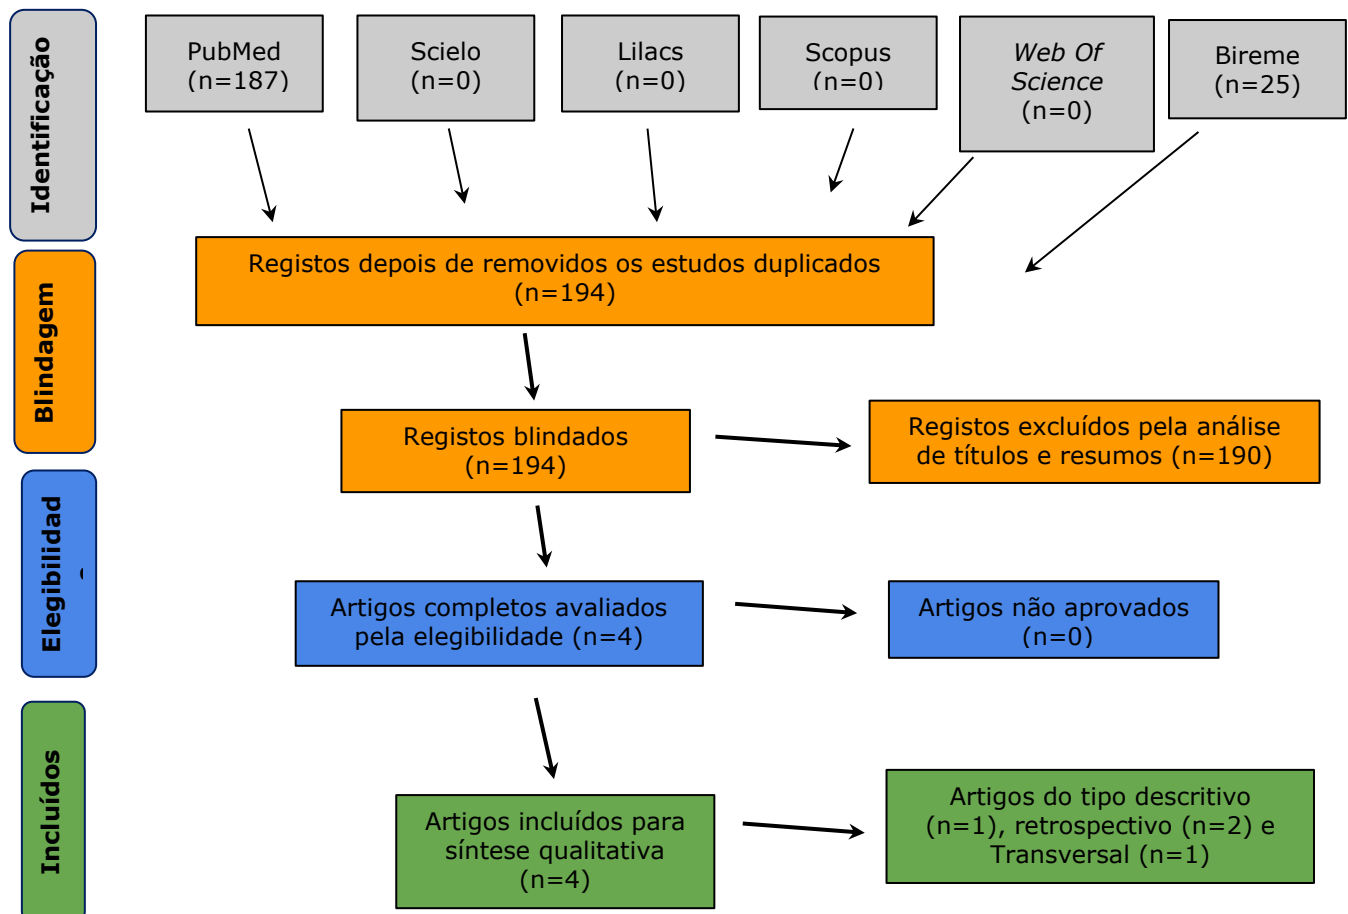 Identificação
PubMed
(n=187)
Scielo
(n=0)
Lilacs
(n=0)
Scopus
(n=0)
Web Of
Science
(n=0)
Bireme
(n=25)
Blindagem
Registos depois de removidos os estudos duplicados
(n=194)
Registos blindados
(n=194)
Registos excluídos pela análise
de títulos e resumos (n=190)
Elegibilidad
Artigos completos avaliados
pela elegibilidade (n=4)
Artigos não aprovados
(n=0)
Incluídos
Artigos incluídos para
síntese qualitativa
(n=4)
Artigos do tipo descritivo
(n=1), retrospectivo (n=2) e
Transversal (n=1)